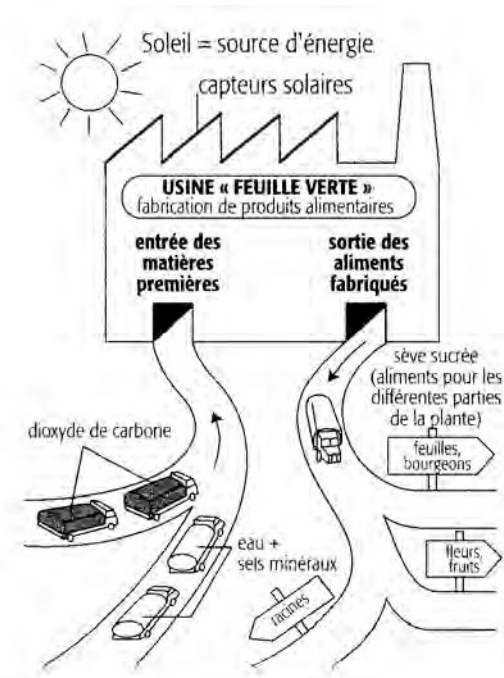 Soleil = source d'énergie
capteurs solaires
USINE « FEUILLE VERTE »
fabrication de produits alimentaires
entrée des
matières
premières
sortie des
aliments
fabriqués
sève sucrée
(aliments pour les
différentes parties
de la plante)
dioxyde de carbone
feuilles,
bourgeons
eau +
sels minéraux
fleurs,
fruits
racines